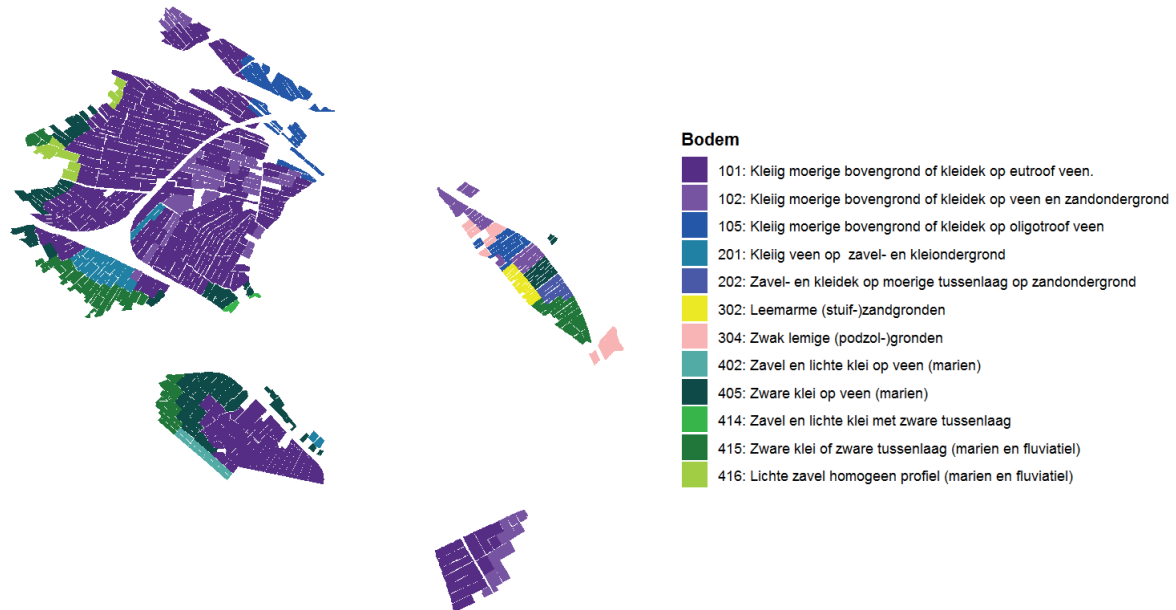 Bodem
101: Kleiig moerige bovengrond of kleidek op eutroof veen.
102: Kleiig moerige bovengrond of kleidek op veen en zandondergrond
105: Kleiig moerige bovengrond of kleidek op oligotroof veen
201: Kleiig veen op  zavel- en kleiondergrond
202: Zavel- en kleidek op moerige tussenlaag op zandondergrond
302: Leemarme (stuif-)zandgronden
304: Zwak lemige (podzol-)gronden
402: Zavel en lichte klei op veen (marien)
405: Zware klei op veen (marien)
414: Zavel en lichte klei met zware tussenlaag
415: Zware klei of zware tussenlaag (marien en fluviatiel)
416: Lichte zavel homogeen profiel (marien en fluviatiel)